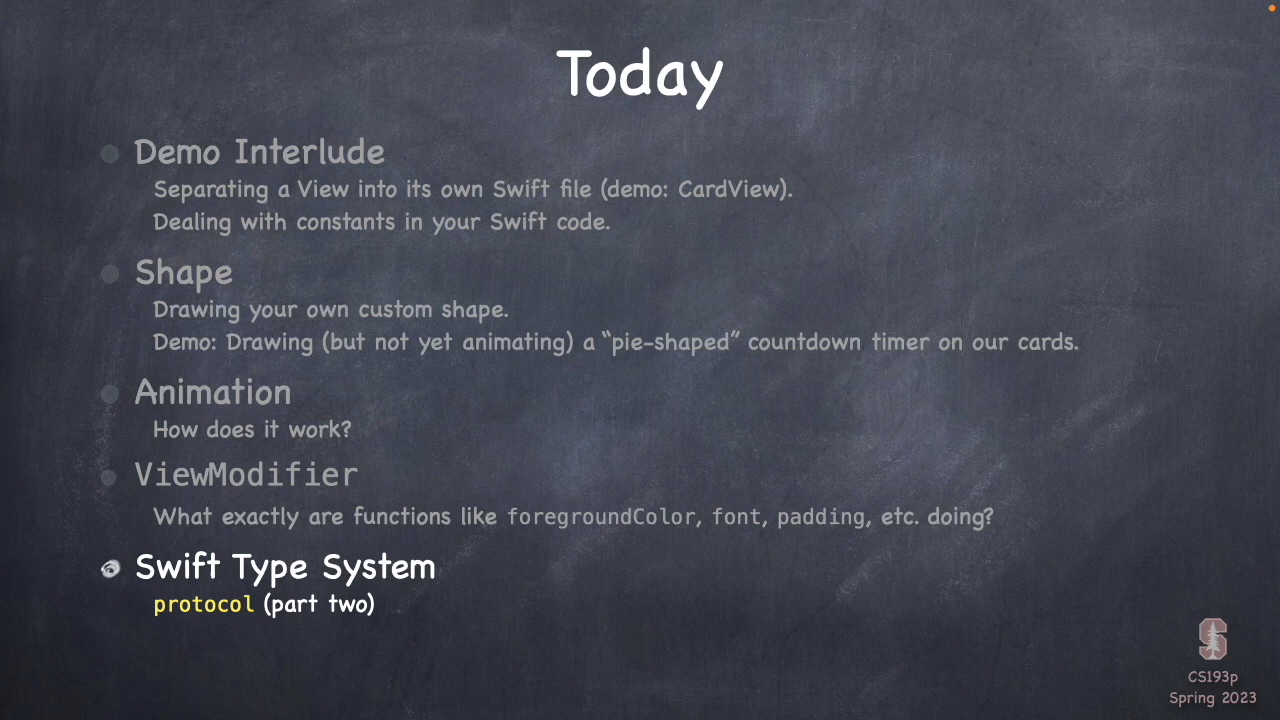 Today
Demo Interlude
Separating a View into its own Swift file (demo: CardView).
Dealing with constants in your Swift code.
Shape
Drawing your own custom shape.
Demo: Drawing (but not yet animating) a “pie-shaped” countdown timer on our cards.
Animation
How does it work?
ViewModifier
What exactly are functions like foregroundColor, font, padding, etc. doing?
Swift Type System
protocol (part two)
S
CS193p
Spring 2023